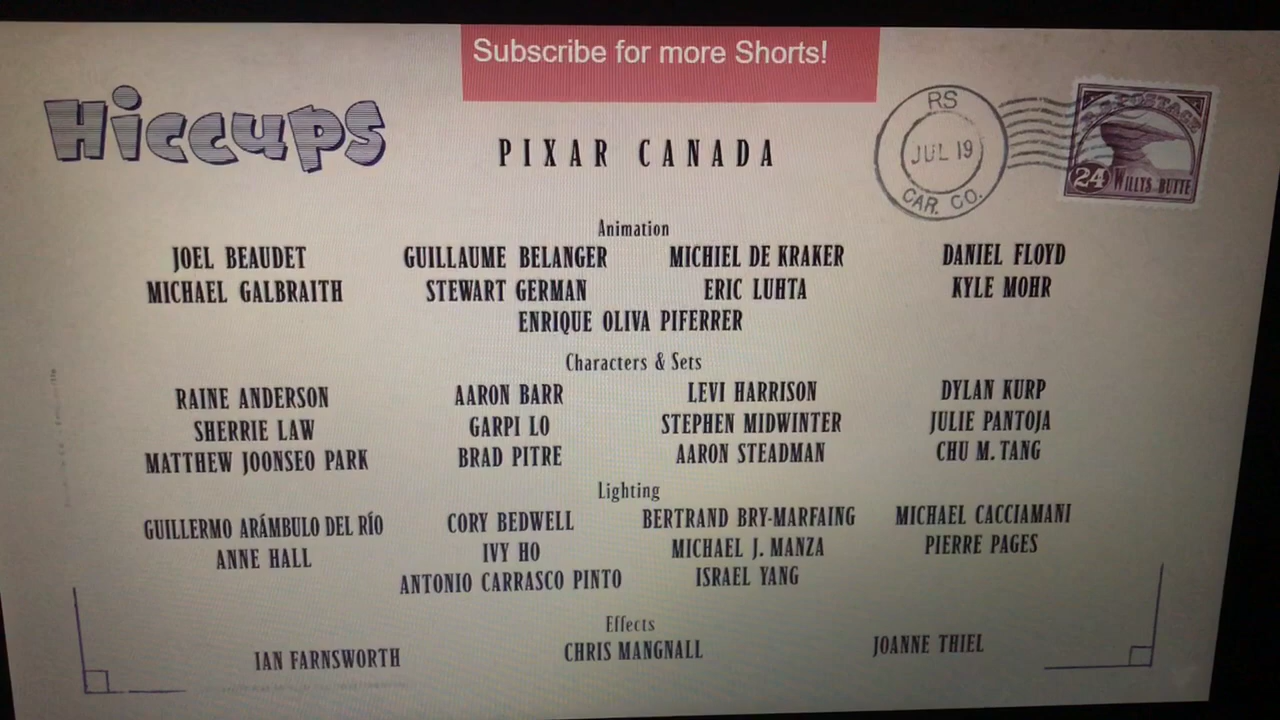 Subscribe for more Shorts!
Hiccups
PIXAR CANADA
RS
JUL 19
CAR. CO.
U.S. POSTAGE
24 WILLYS BUTTE
Animation
JOEL BEAUDET GUILLAUME BELANGER MICHIEL DE KRAKER DANIEL FLOYD
MICHAEL GALBRAITH STEWART GERMAN ERIC LUHTA KYLE MOHR
ENRIQUE OLIVA PIFERRER
Characters & Sets
RAINE ANDERSON AARON BARR LEVI HARRISON DYLAN KURP
SHERRIE LAW GARPI LO STEPHEN MIDWINTER JULIE PANTOJA
MATTHEW JOONSEO PARK BRAD PITRE AARON STEADMAN CHU M. TANG
Lighting
GUILLERMO ARÁMBULO DEL RÍO CORY BEDWELL BERTRAND BRY-MARFAING MICHAEL CACCIAMANI
ANNE HALL IVY HO MICHAEL J. MANZA PIERRE PAGES
ANTONIO CARRASCO PINTO ISRAEL YANG
Effects
IAN FARNSWORTH CHRIS MANGNALL JOANNE THIEL